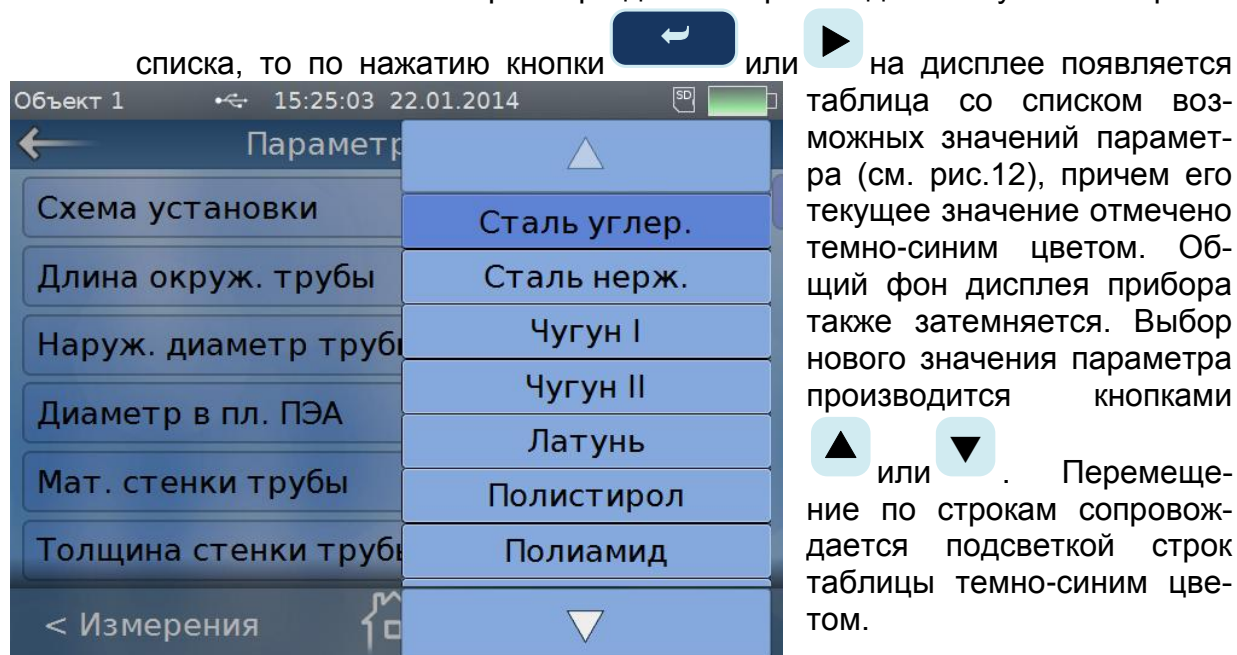 списка, то по нажатию кнопки или на дисплее появляется
Объект 1 15:25:03 22.01.2014 SD
Параметр
Схема установки
Длина окруж. трубы
Наруж. диаметр трубы
Диаметр в пл. ПЭА
Мат. стенки трубы
Толщина стенки трубы
< Измерения
Сталь углер.
Сталь нерж.
Чугун I
Чугун II
Латунь
Полистирол
Полиамид
таблица со списком воз-
можных значений парамет-
ра (см. рис.12), причем его
текущее значение отмечено
темно-синим цветом. Об-
щий фон дисплея прибора
также затемняется. Выбор
нового значения параметра
производится кнопками
или . Перемеще-
ние по строкам сопровож-
дается подсветкой строк
таблицы темно-синим цве-
том.